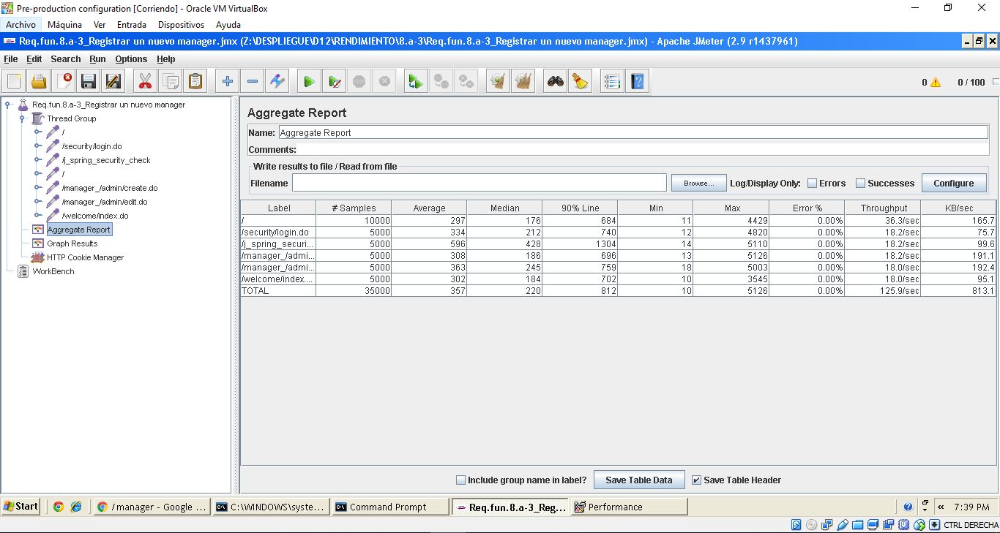 Pre-production configuration [Corriendo] - Oracle VM VirtualBox
Archivo Máquina Ver Entrada Dispositivos Ayuda
Req.fun.8.a-3_Registrar un nuevo manager.jmx (Z:\DESPLIEGUE\D12\RENDIMIENTO\8.a-3\Req.fun.8.a-3_Registrar un nuevo manager.jmx) - Apache JMeter (2.9 r1437961)
File Edit Search Run Options Help
0 0 / 100
Req.fun.8.a-3_Registrar un nuevo manager
Thread Group
/
/security/login.do
/j_spring_security_check
/
/manager_/admin/create.do
/manager_/admin/edit.do
/welcome/index.do
Aggregate Report
Graph Results
HTTP Cookie Manager
WorkBench
Aggregate Report
Name: Aggregate Report
Comments:
Write results to file / Read from file
Filename Browse... Log/Display Only: Errors Successes Configure
Label # Samples Average Median 90% Line Min Max Error % Throughput KB/sec
/ 10000 297 176 684 11 4429 0.00% 36.3/sec 165.7
/security/login.do 5000 334 212 740 12 4820 0.00% 18.2/sec 75.7
/j_spring_securi... 5000 596 428 1304 14 5110 0.00% 18.2/sec 99.6
/manager_/admi... 5000 308 186 696 13 5126 0.00% 18.2/sec 191.1
/manager_/admi... 5000 363 245 759 18 5003 0.00% 18.0/sec 192.4
/welcome/index.... 5000 302 184 702 10 3545 0.00% 18.0/sec 95.1
TOTAL 35000 357 220 812 10 5126 0.00% 125.9/sec 813.1
Include group name in label? Save Table Data Save Table Header
Start /manager - Google ... C:\WINDOWS\syste... Command Prompt Req.fun.8.a-3_Reg... Performance « 7:39 PM
CTRL DERECHA